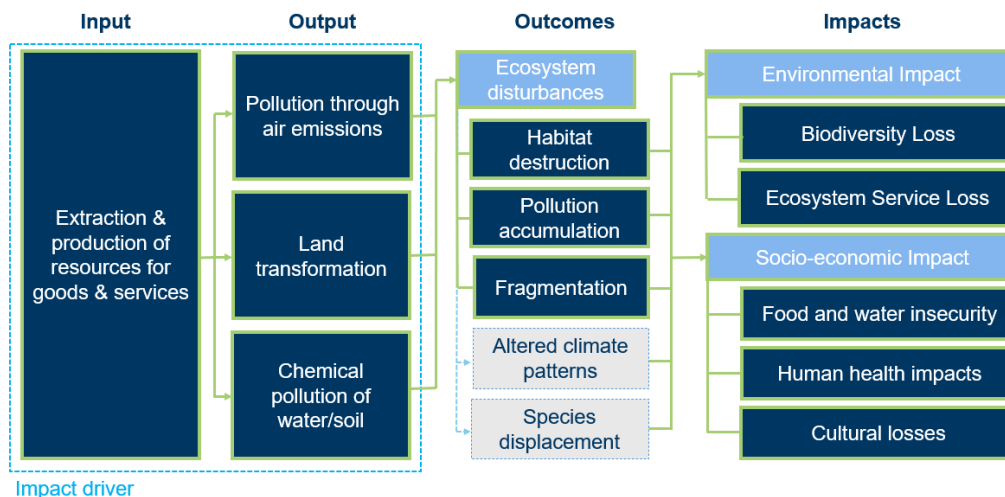 Input
Output
Outcomes
Impacts
Extraction &
production of
resources for
goods & services
Pollution through
air emissions
Land
transformation
Chemical
pollution of
water/soil
Impact driver
Ecosystem
disturbances
Habitat
destruction
Pollution
accumulation
Fragmentation
Altered climate
patterns
Species
displacement
Environmental Impact
Biodiversity Loss
Ecosystem Service Loss
Socio-economic Impact
Food and water insecurity
Human health impacts
Cultural losses